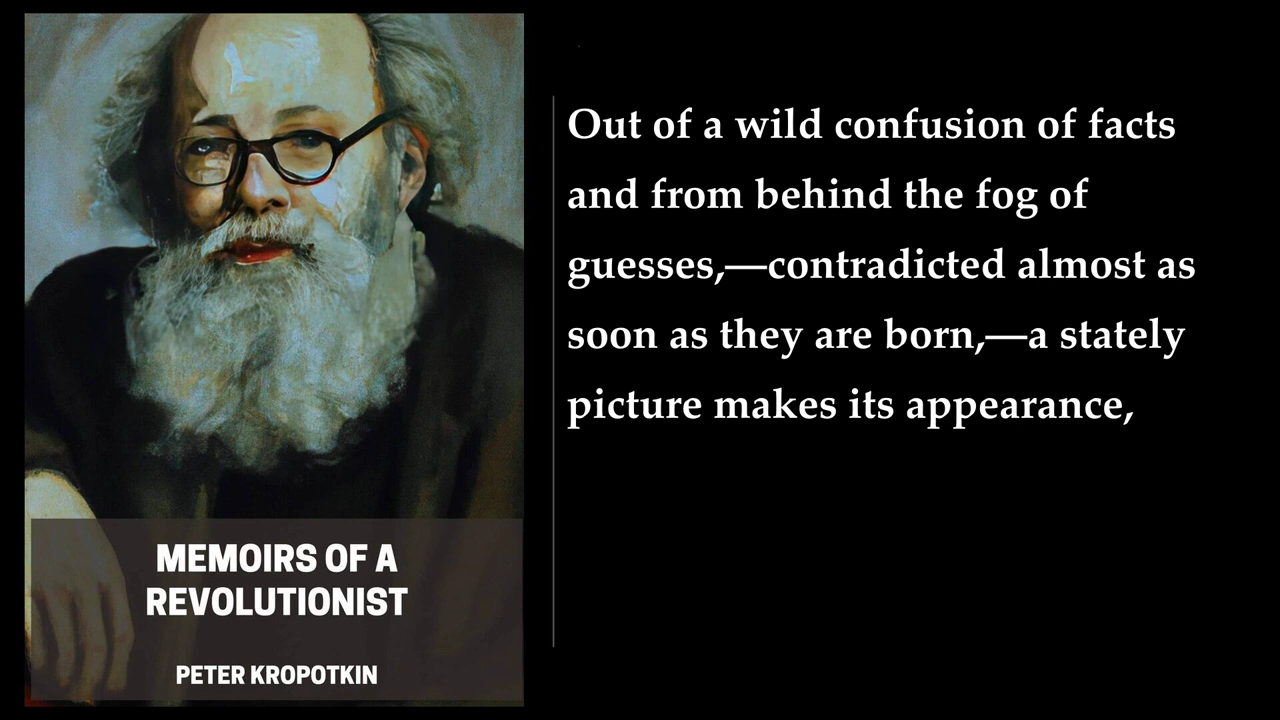 MEMOIRS OF A
REVOLUTIONIST
PETER KROPOTKIN
Out of a wild confusion of facts
and from behind the fog of
guesses,—contradicted almost as
soon as they are born,—a stately
picture makes its appearance,